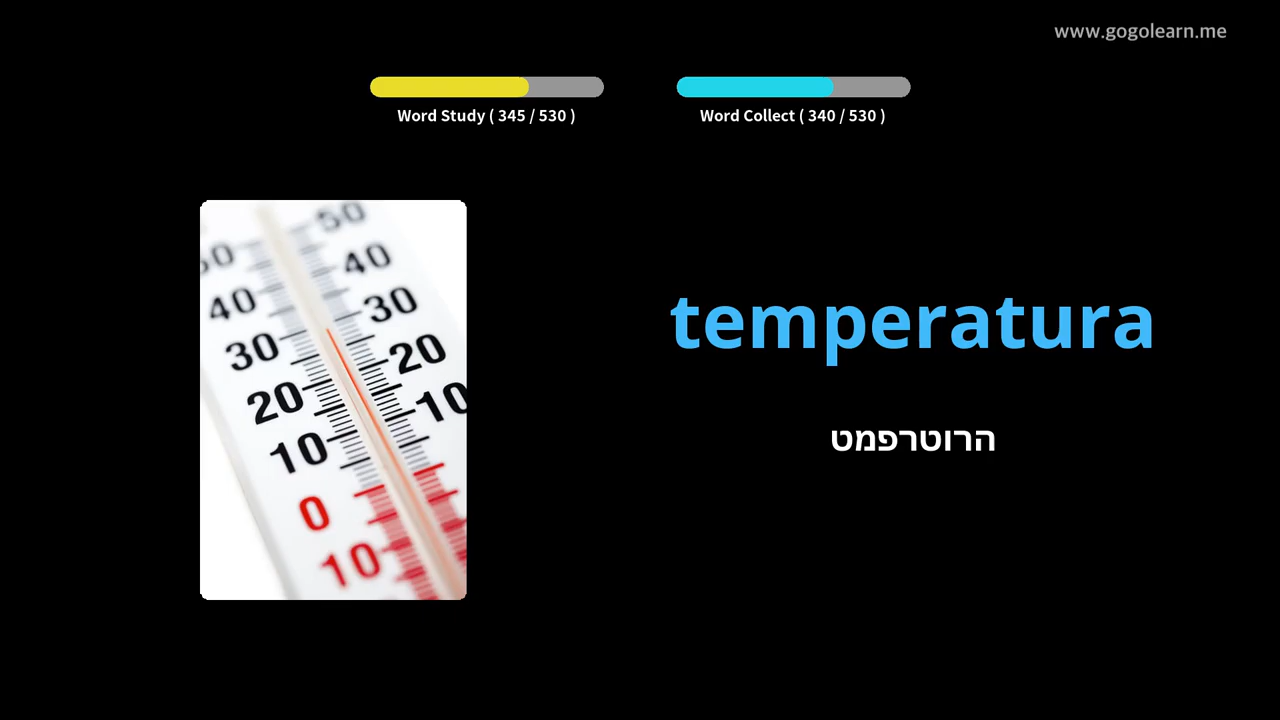 www.gogolearn.me
Word Study ( 345 / 530 )
Word Collect ( 340 / 530 )
temperatura
הרוטרפמט
50
40
40
30
30
20
20
10
10
0
10